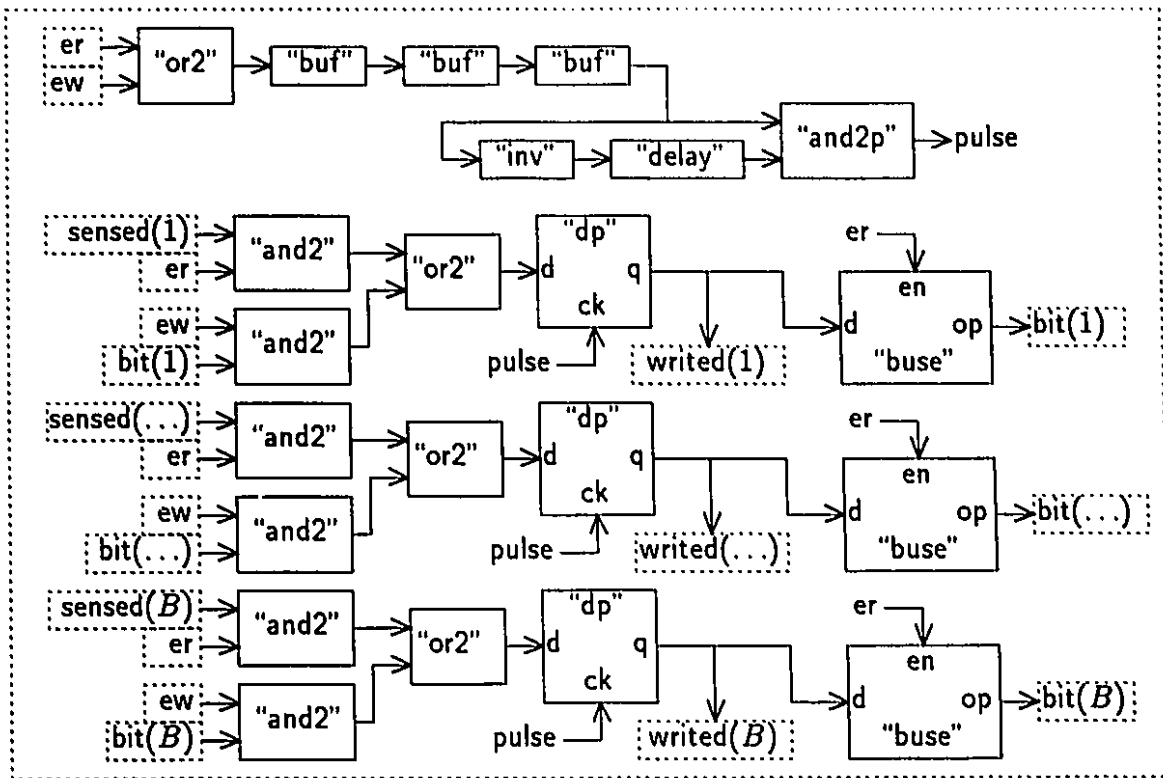 er
ew
"or2" "buf" "buf" "buf"
"inv" "delay" "and2p" pulse
sensed(1)
er
"and2"
ew
bit(1)
"and2"
"or2"
"dp"
d q
ck
pulse
writed(1)
er
en
d op
"buse"
bit(1)
sensed(...)
er
"and2"
ew
bit(...)
"and2"
"or2"
"dp"
d q
ck
pulse
writed(...)
er
en
d op
"buse"
bit(...)
sensed(B)
er
"and2"
ew
bit(B)
"and2"
"or2"
"dp"
d q
ck
pulse
writed(B)
er
en
d op
"buse"
bit(B)